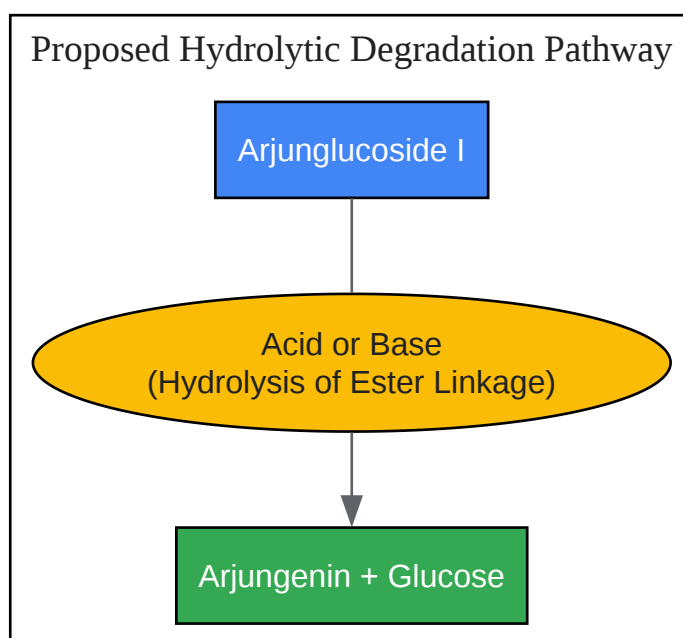 Proposed Hydrolytic Degradation Pathway
Arjunglucoside I
Acid or Base
(Hydrolysis of Ester Linkage)
Arjungenin + Glucose